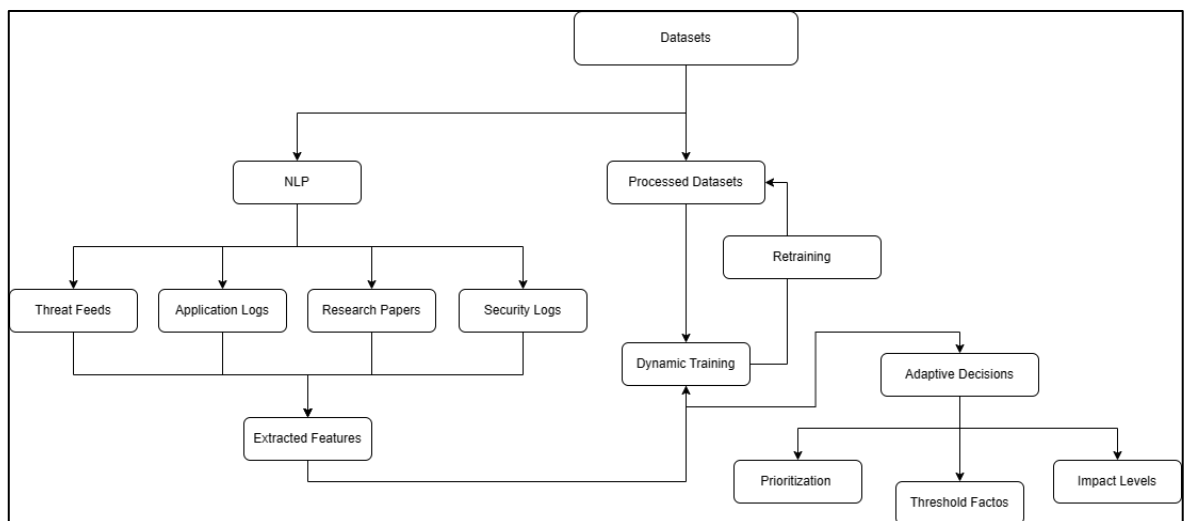 Datasets
NLP
Processed Datasets
Retraining
Threat Feeds
Application Logs
Research Papers
Security Logs
Dynamic Training
Adaptive Decisions
Extracted Features
Prioritization
Threshold Factos
Impact Levels